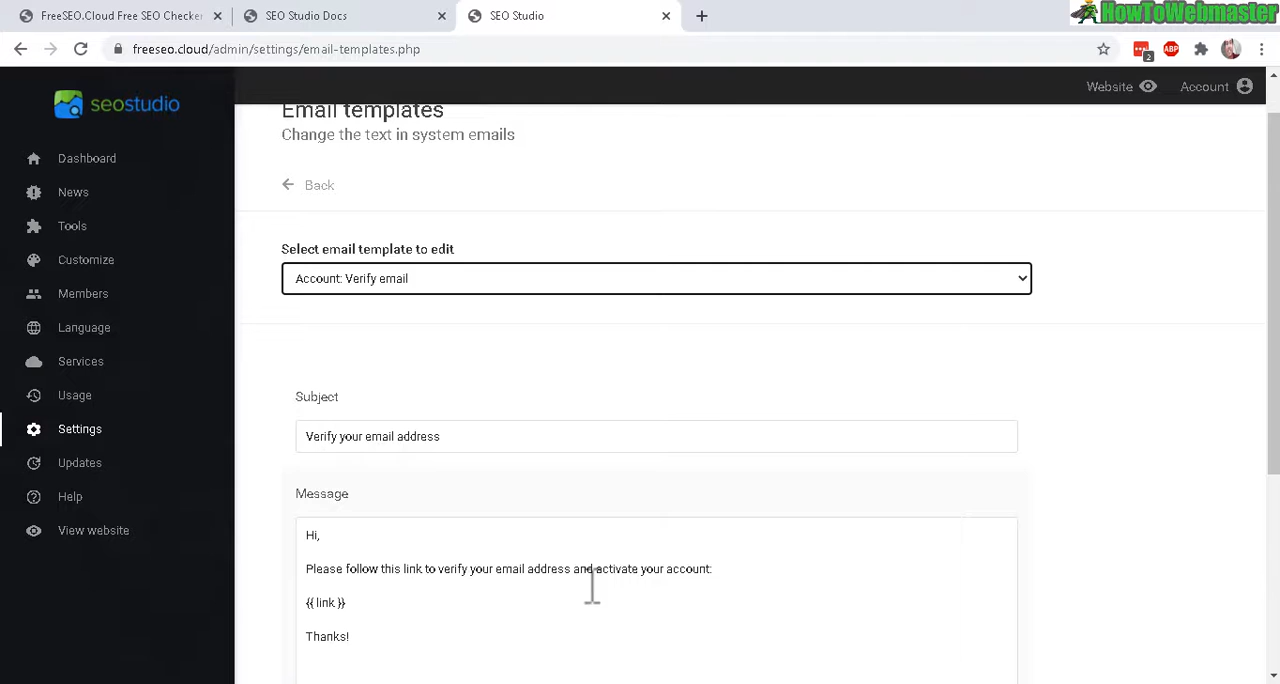 FreeSEO.Cloud Free SEO Checker
SEO Studio Docs
SEO Studio
HowToWebmaster
freeseo.cloud/admin/settings/email-templates.php
2
ABP
seostudio
Website
Account
Dashboard
News
Tools
Customize
Members
Language
Services
Usage
Settings
Updates
Help
View website
Email templates
Change the text in system emails
Back
Select email template to edit
Account: Verify email
Subject
Verify your email address
Message
Hi,
Please follow this link to verify your email address and activate your account:
{{ link }}
Thanks!